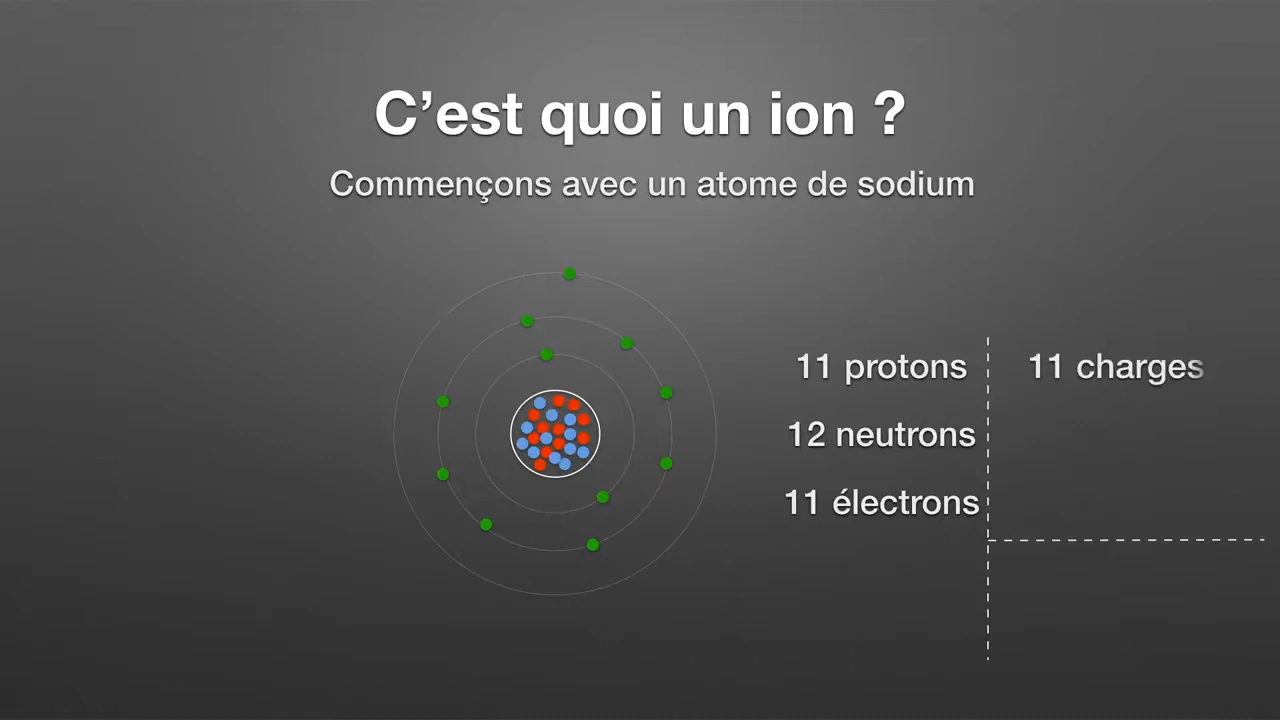 C’est quoi un ion ?
Commençons avec un atome de sodium
11 protons
11 charges
12 neutrons
11 électrons